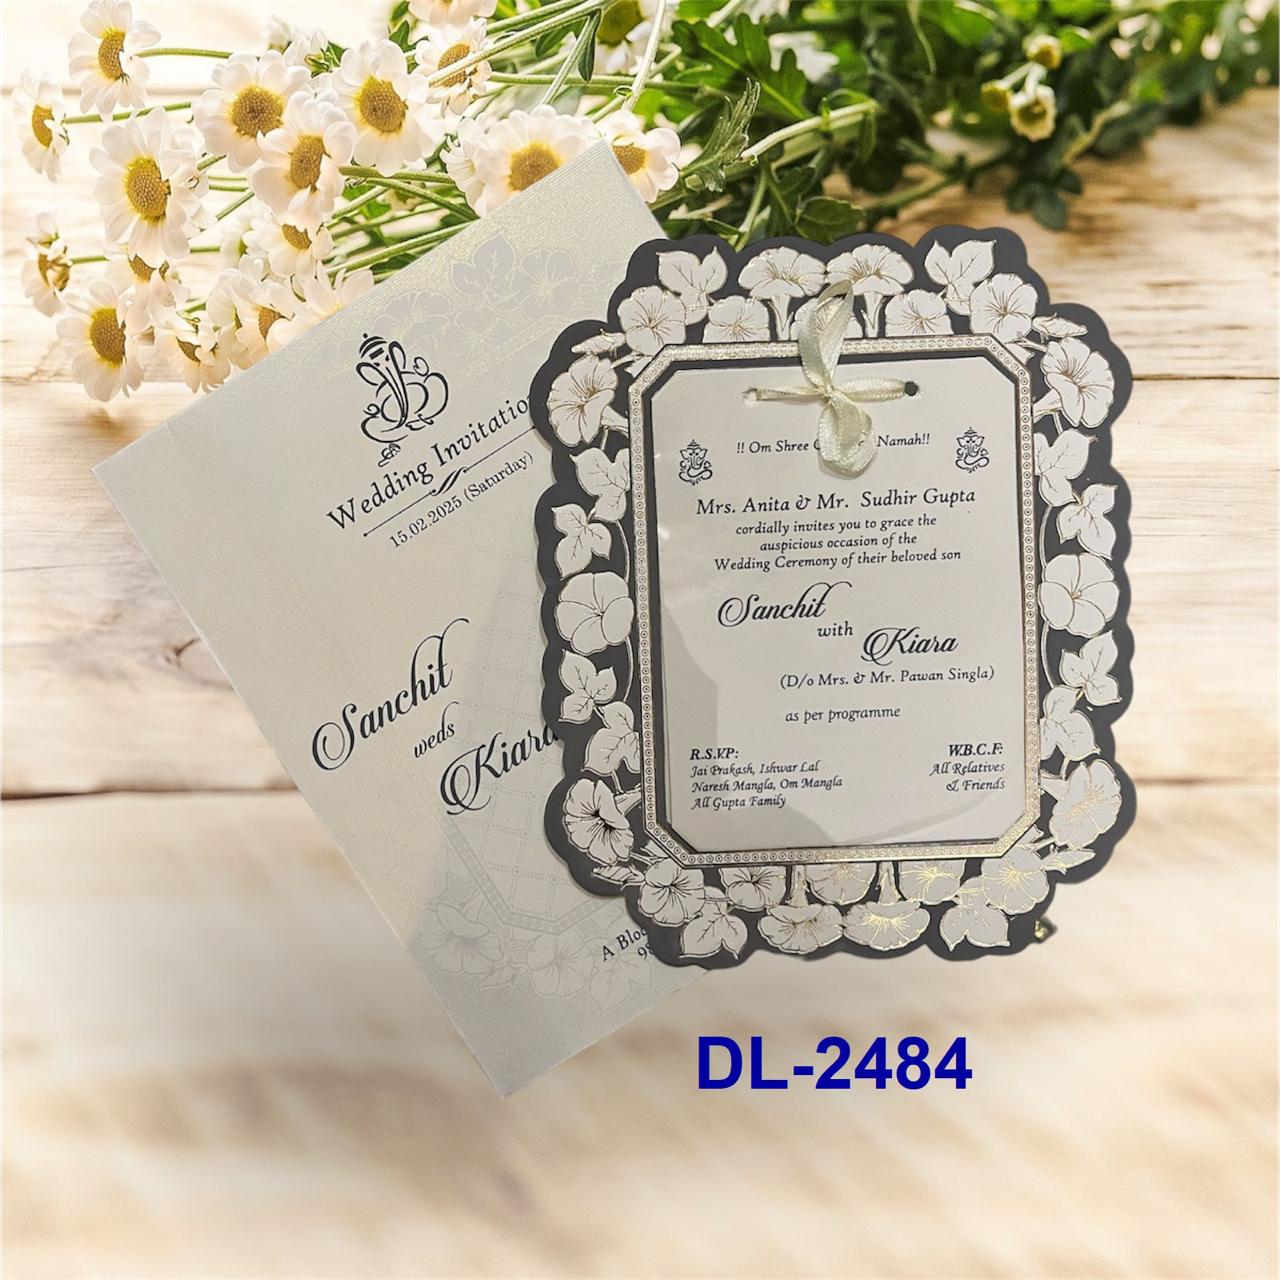 Wedding Invitation
15.02.2025 (Saturday)
Sanchit
weds
Kiara
A
!! Om Shree Namah!!
Mrs. Anita & Mr. Sudhir Gupta
cordially invites you to grace the
auspicious occasion of the
Wedding Ceremony of their beloved son
Sanchit
with
Kiara
(D/o Mrs. & Mr. Pawan Singla)
as per programme
R.S.V.P:
Jai Prakash, Ishwar Lal
Naresh Mangla, Om Mangla
All Gupta Family
W.B.C.F:
All Relatives
& Friends
DL-2484